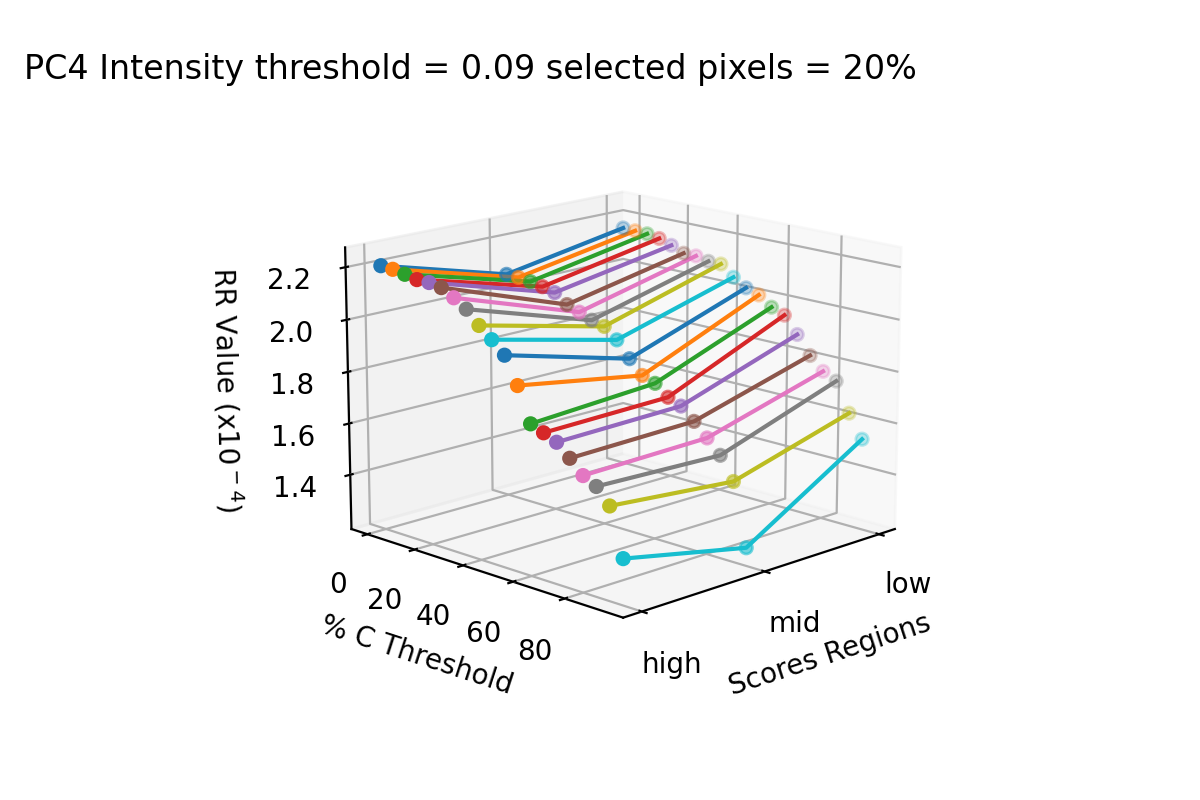 PC4 Intensity threshold = 0.09 selected pixels = 20%
RR Value (x10⁻⁴)
2.2
2.0
1.8
1.6
1.4
0
20
40
60
80
% C Threshold
high
mid
low
Scores Regions